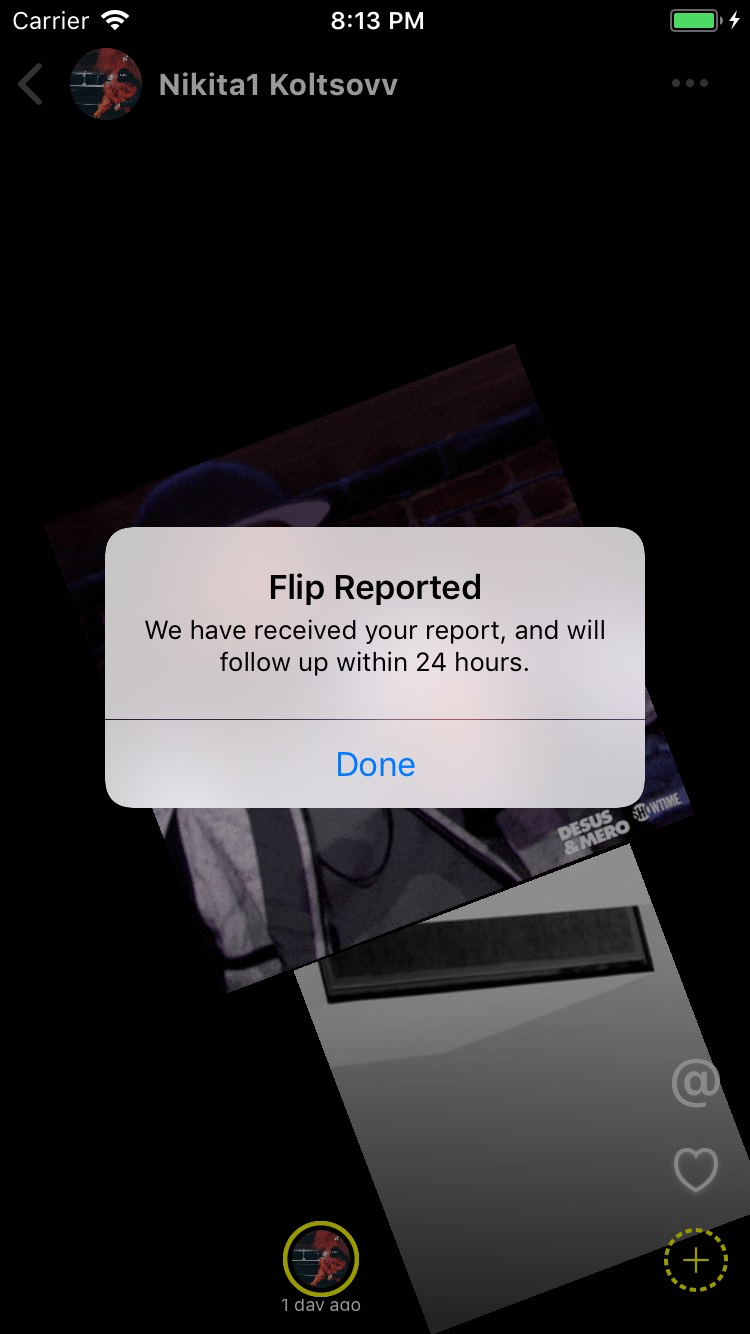 Carrier
8:13 PM
Nikita1 Koltsovv
Flip Reported
We have received your report, and will
follow up within 24 hours.
Done
DESUS
& MERO
SHOWTIME
@
1 day ago